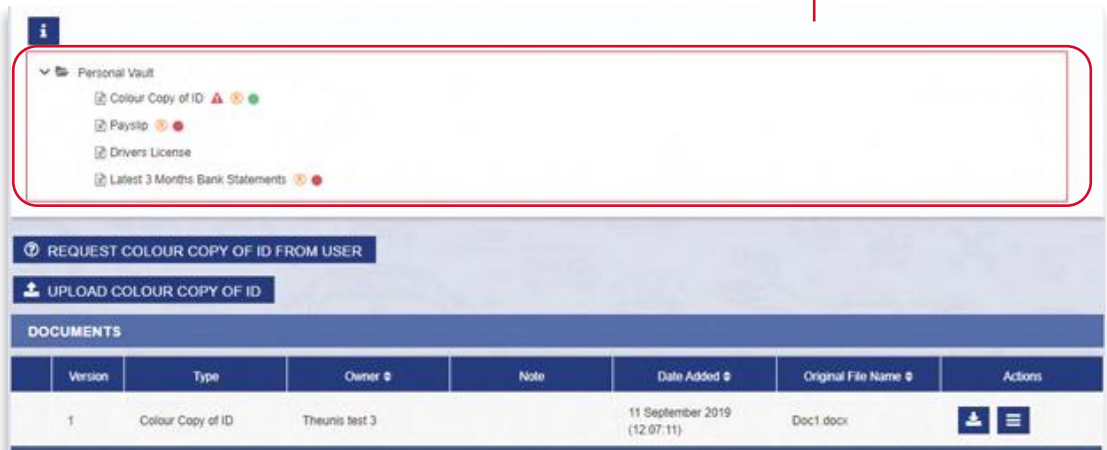 i
Personal Vault
Colour Copy of ID
Payslip
Drivers License
Latest 3 Months Bank Statements
REQUEST COLOUR COPY OF ID FROM USER
UPLOAD COLOUR COPY OF ID
DOCUMENTS
Version Type Owner Note Date Added Original File Name Actions
1 Colour Copy of ID Theunis test 3 11 September 2019 Doc1.docx
(12:07:11)